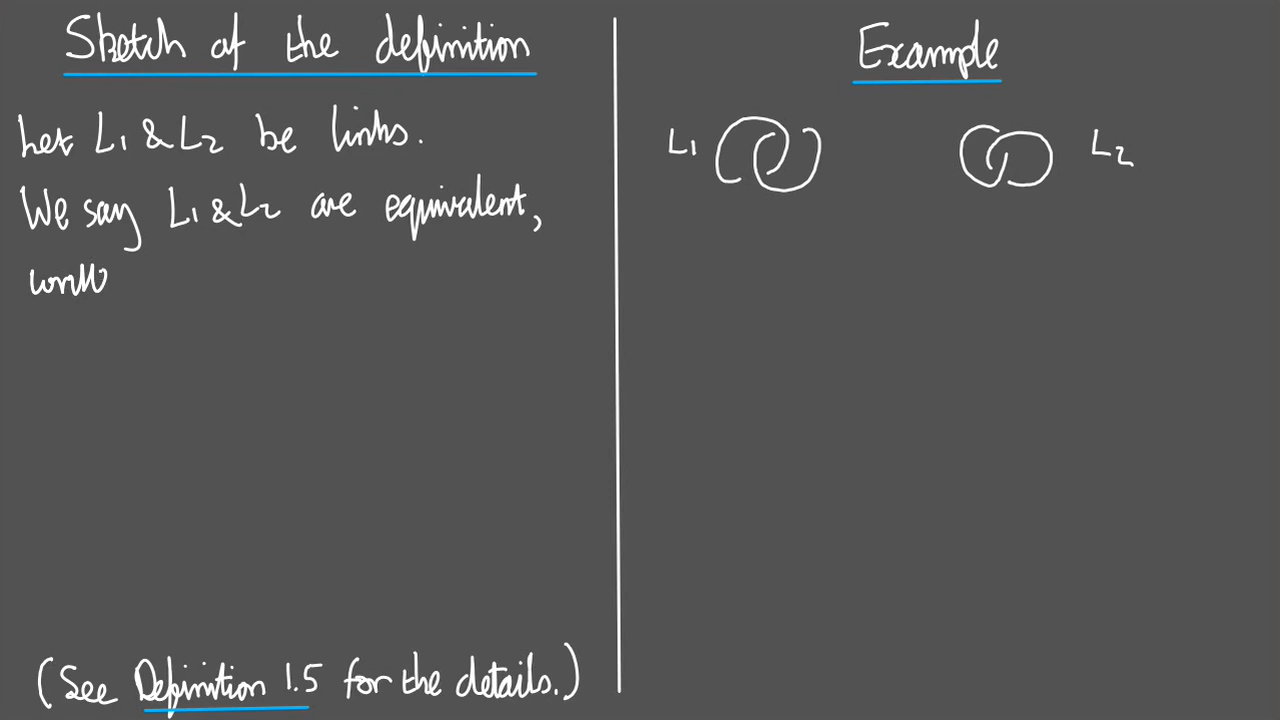 Sketch of the definition
Let L1 & L2 be links.
We say L1 & L2 are equivalent,
(See Definition 1.5 for the details.)
Example
L1
L2